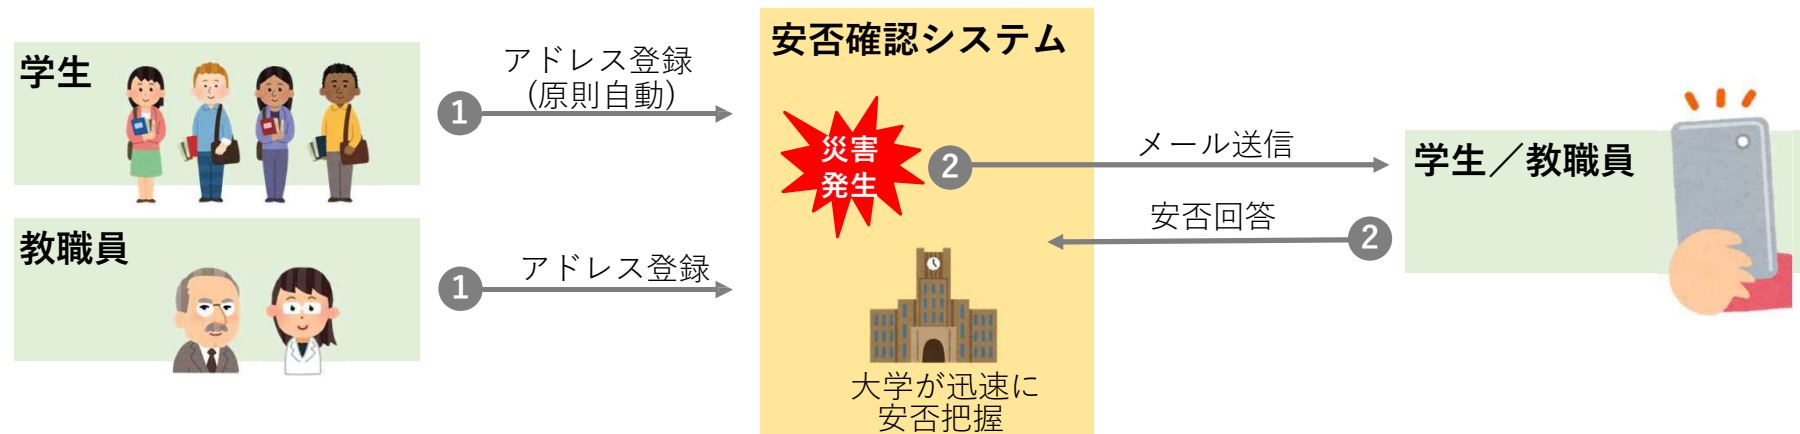 学生
アドレス登録
(原則自動)
1
教職員
アドレス登録
1
安否確認システム
災害
発生
2
大学が迅速に
安否把握
メール送信
安否回答
2
学生／教職員